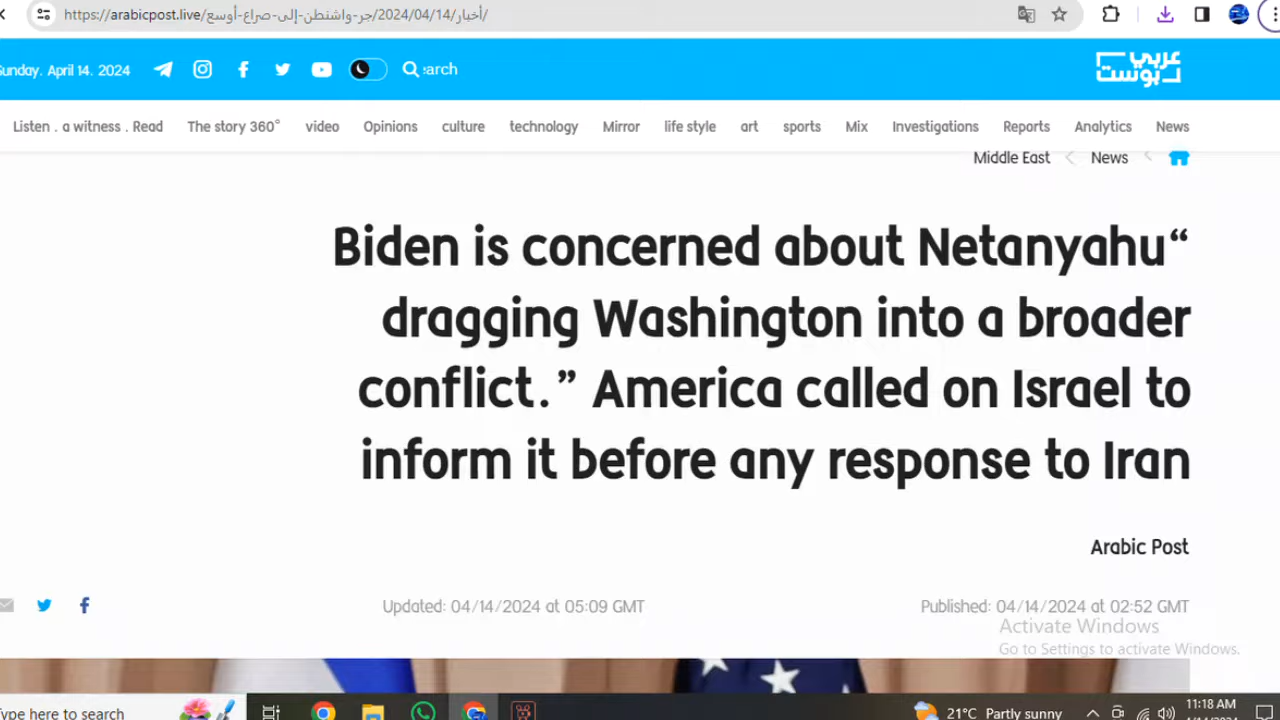 https://arabicpost.live/أخبار/2024/04/14/جر-واشنطن-إلى-صراع-أوسع/
Sunday. April 14. 2024
arch
عربي
بوست
Listen . a witness . Read The story 360° video Opinions culture technology Mirror life style art sports Mix Investigations Reports Analytics News
Middle East News
Biden is concerned about Netanyahu“
dragging Washington into a broader
conflict.” America called on Israel to
inform it before any response to Iran
Arabic Post
Updated: 04/14/2024 at 05:09 GMT
Published: 04/14/2024 at 02:52 GMT
Activate Windows
Go to Settings to activate Windows.
ype here to search
21°C Partly sunny
11:18 AM